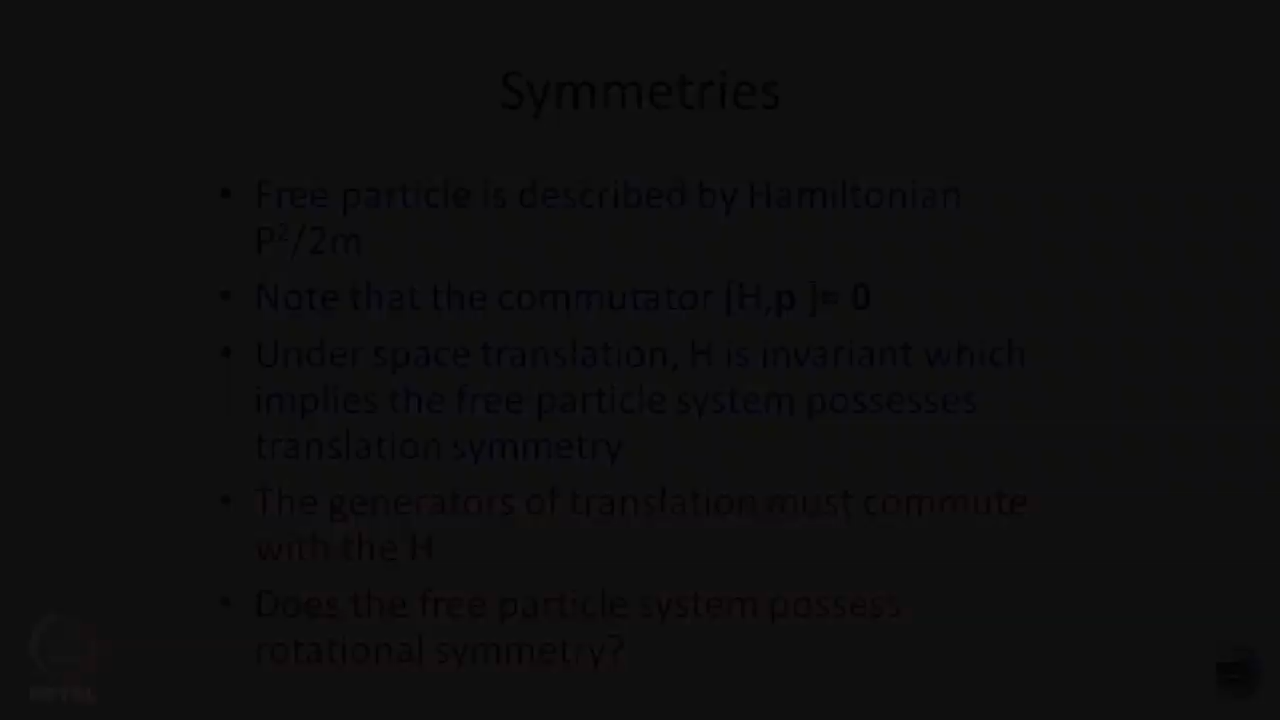 Symmetries
• Free particle is described by Hamiltonian
P²/2m
• Note that the commutator [H,p ]= 0
• Under space translation, H is invariant which
implies the free particle system possesses
translation symmetry
• The generators of translation must commute
with the H
• Does the free particle system possess
rotational symmetry?
NPTEL